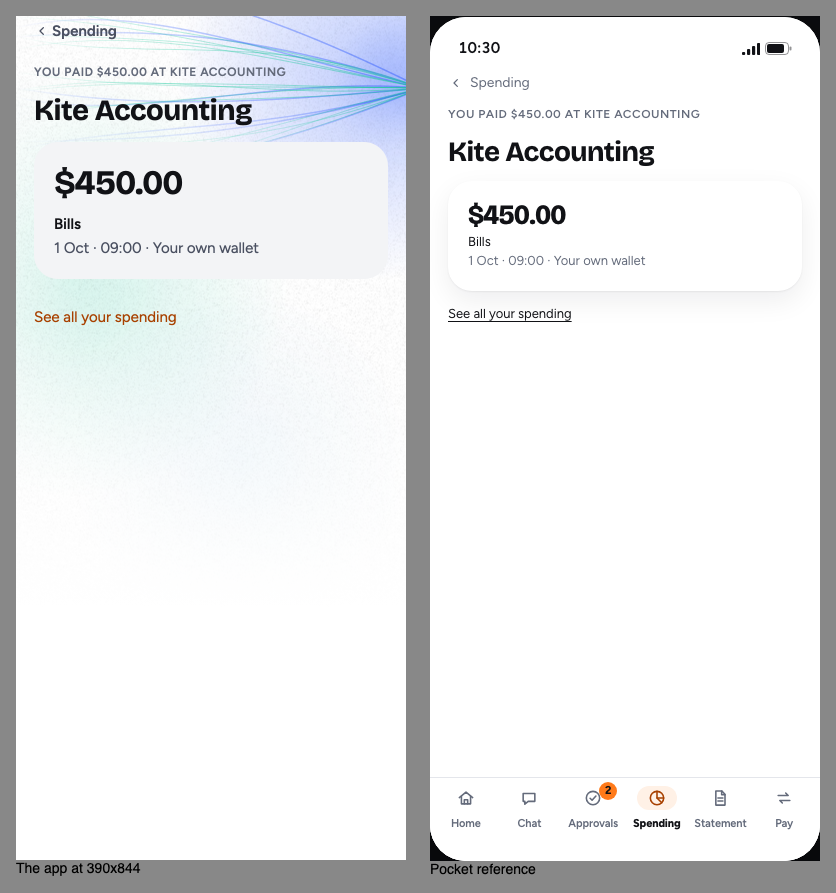 Spending
YOU PAID $450.00 AT KITE ACCOUNTING
Kite Accounting
$450.00
Bills
1 Oct · 09:00 · Your own wallet
See all your spending
The app at 390x844
10:30
Spending
YOU PAID $450.00 AT KITE ACCOUNTING
Kite Accounting
$450.00
Bills
1 Oct · 09:00 · Your own wallet
See all your spending
2
Home Chat Approvals Spending Statement Pay
Pocket reference